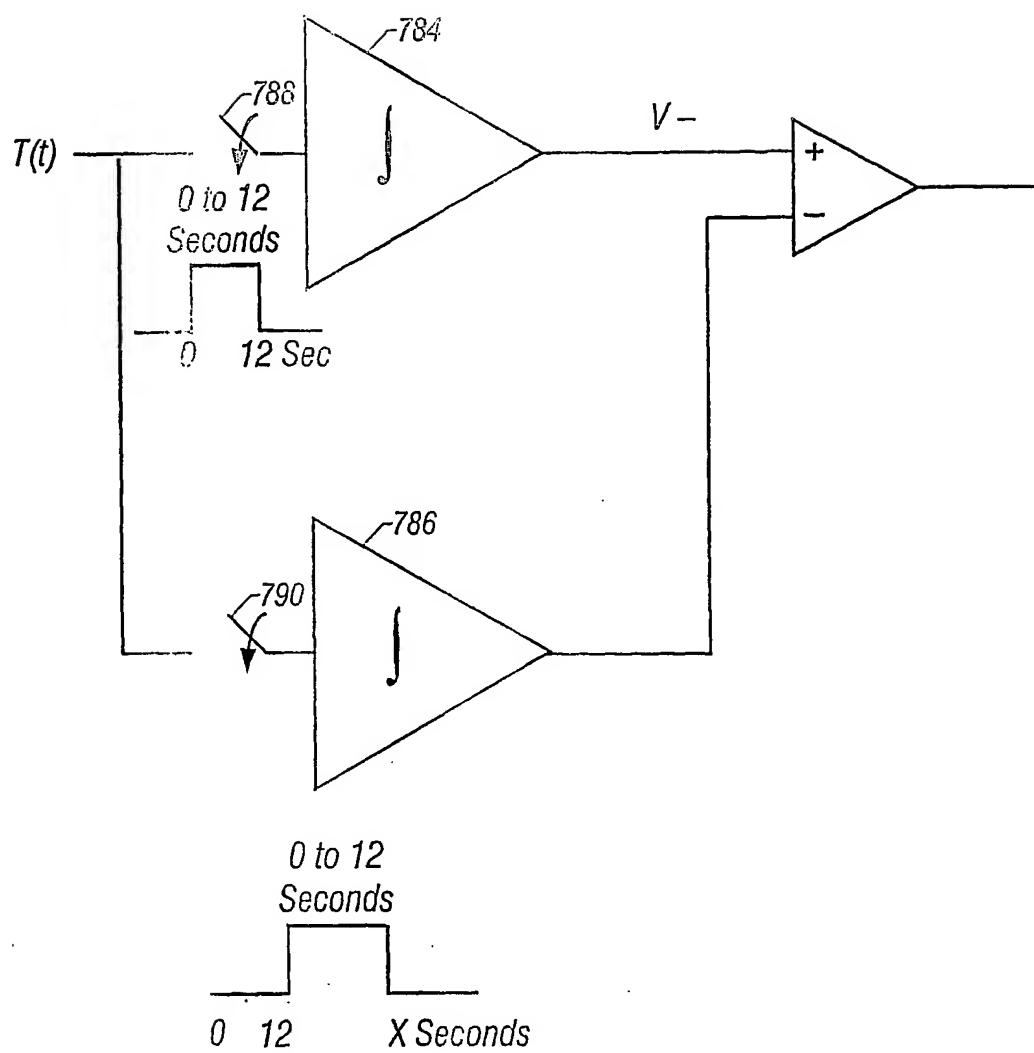 784
788
V –
T(t)
∫
+
–
0 to 12
Seconds
0 12 Sec
786
790
∫
0 to 12
Seconds
0 12 X Seconds